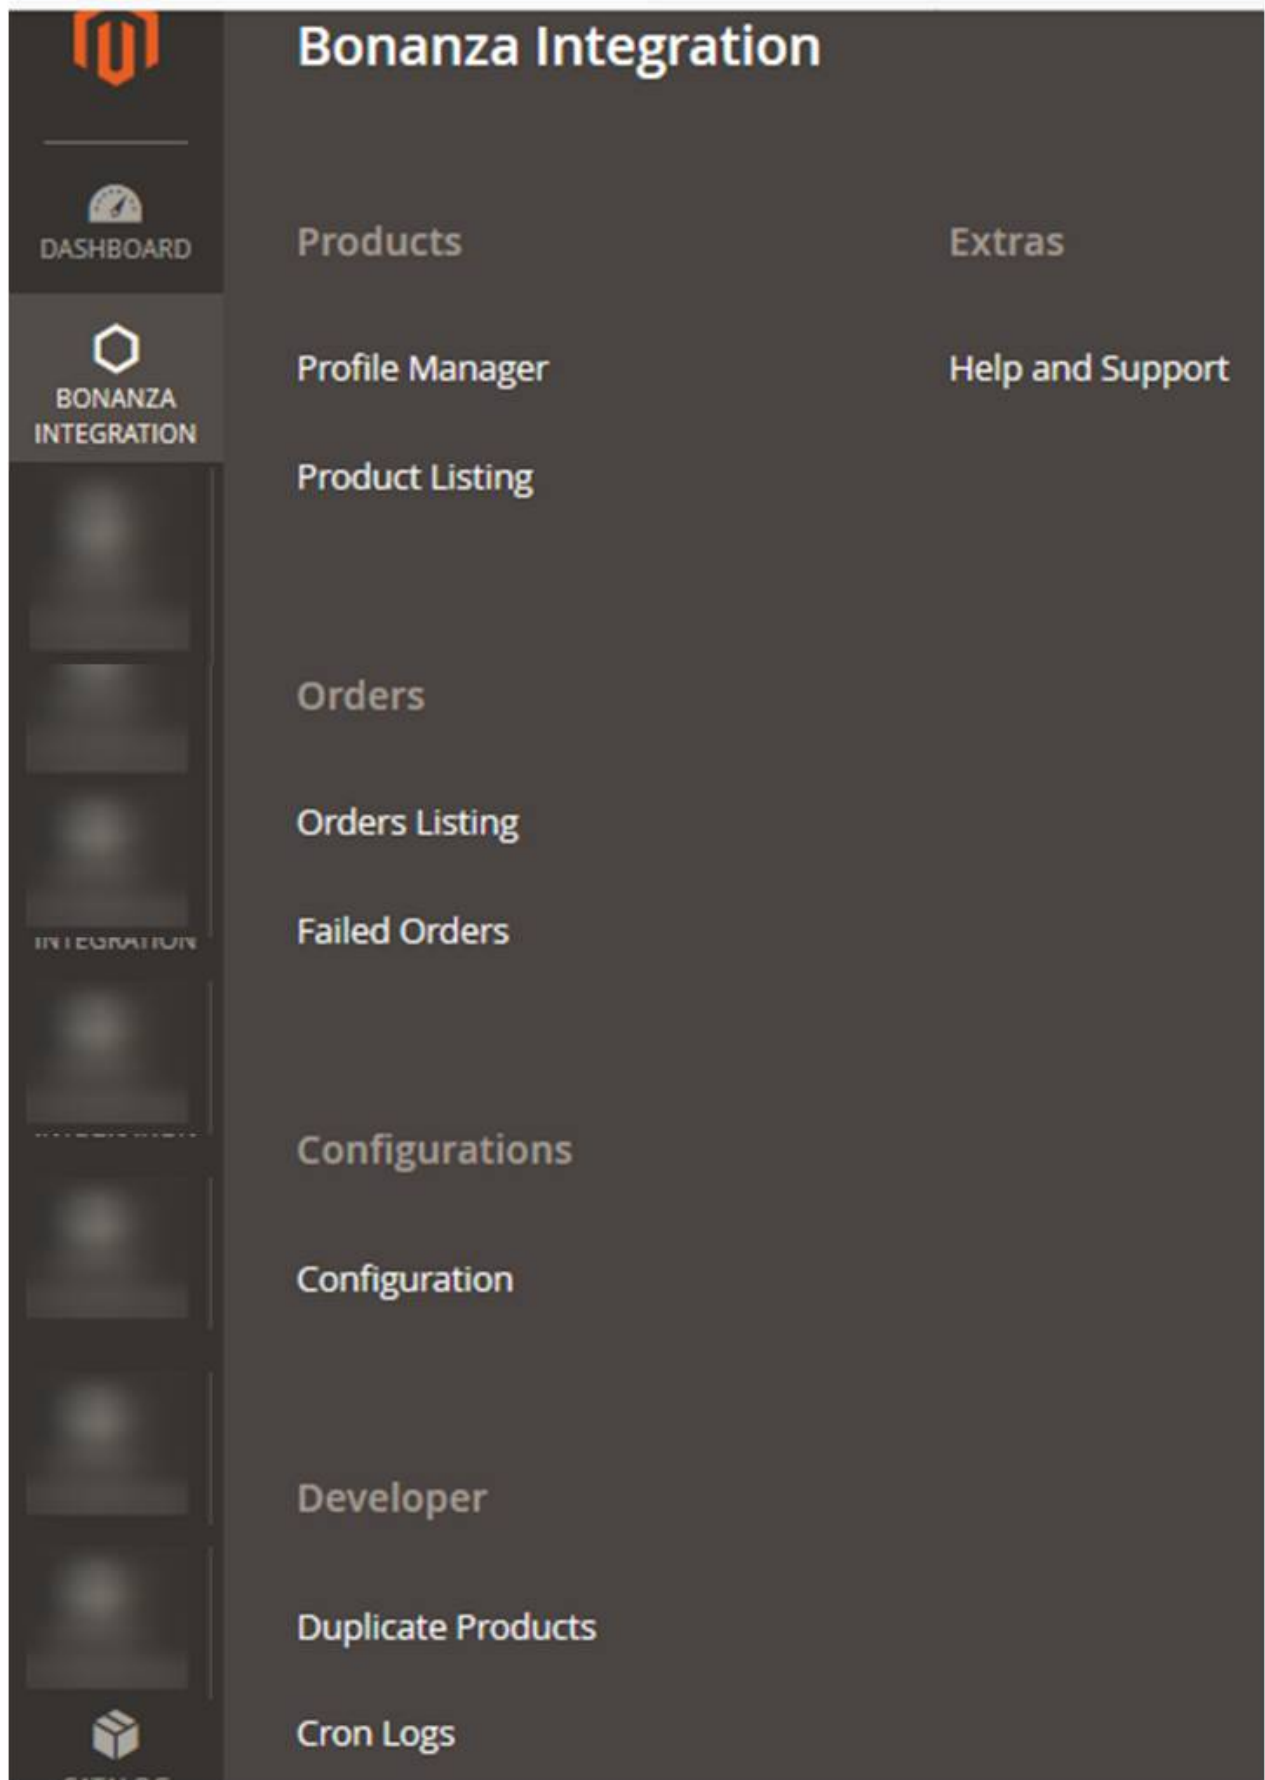 Bonanza Integration
DASHBOARD
BONANZA
INTEGRATION
INTEGRATION
Products
Profile Manager
Product Listing
Orders
Orders Listing
Failed Orders
Configurations
Configuration
Developer
Duplicate Products
Cron Logs
Extras
Help and Support